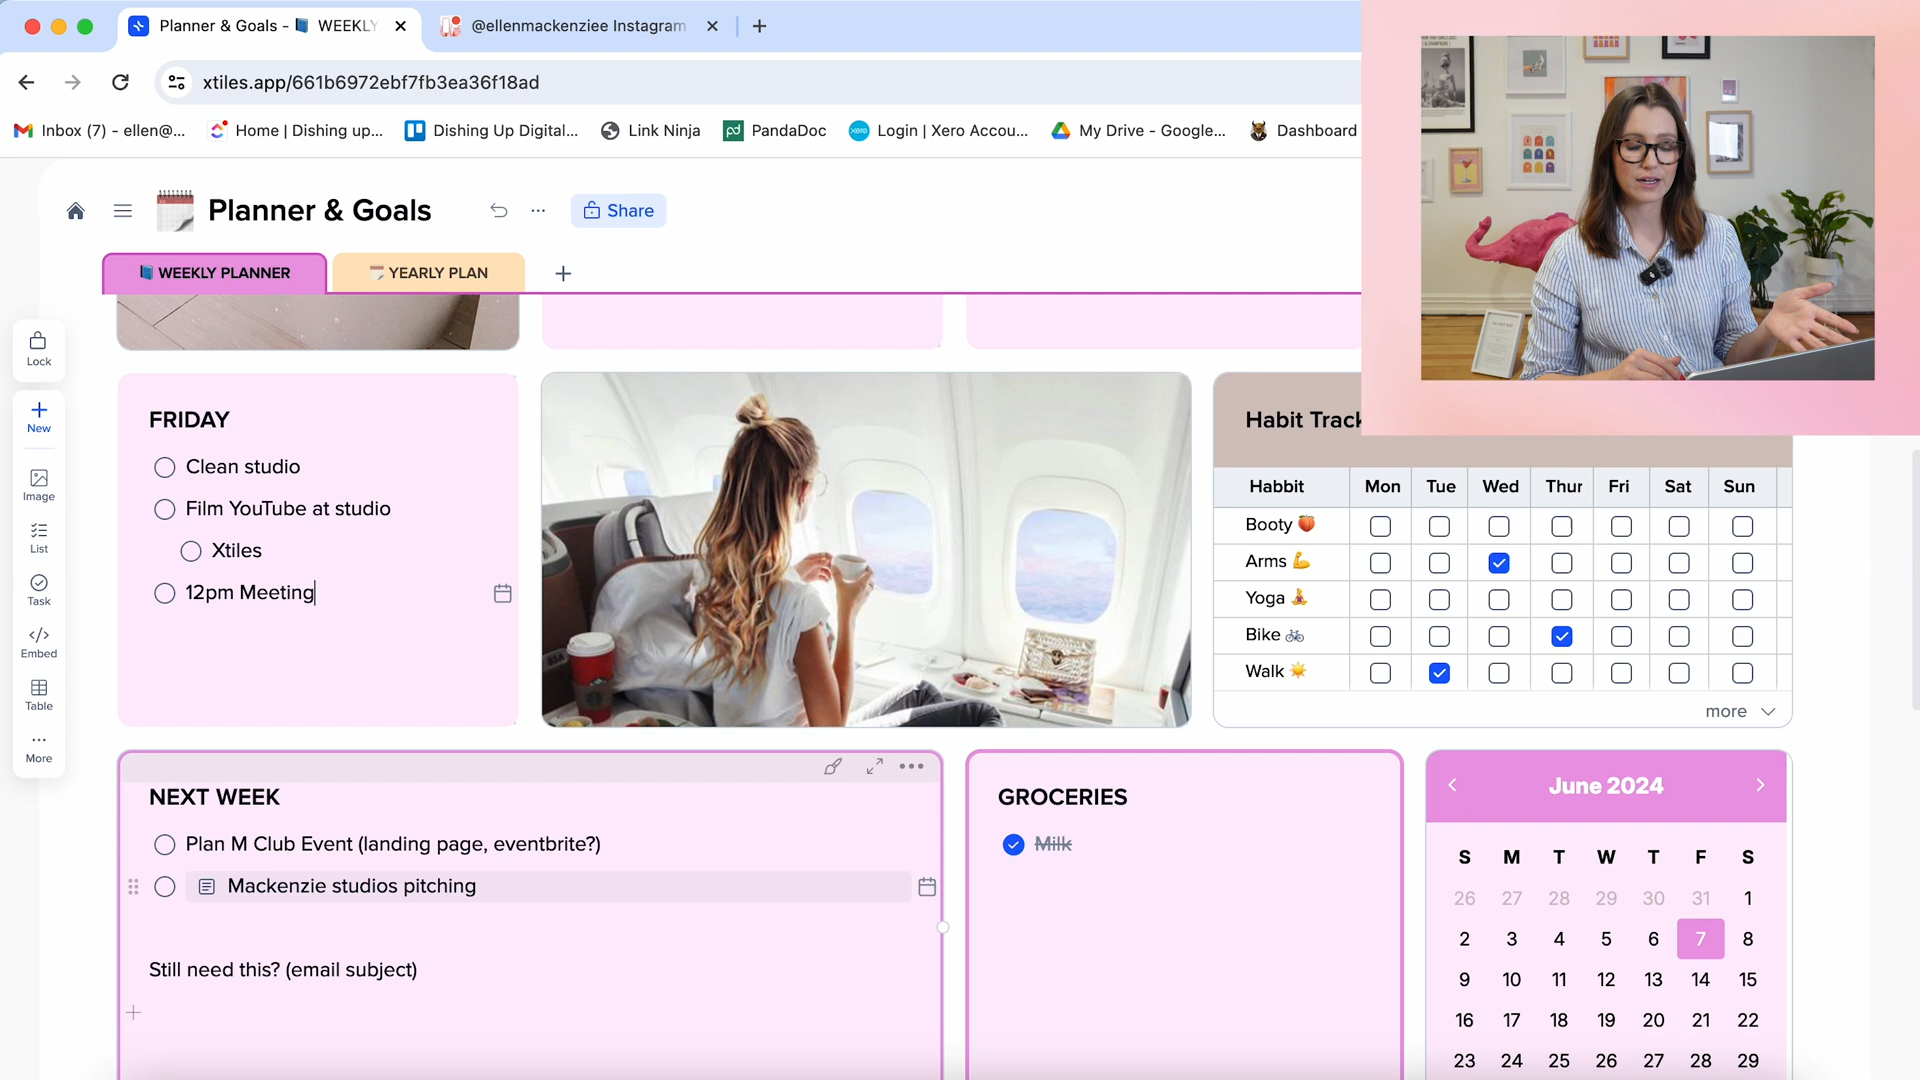 Planner & Goals - WEEKLY
@ellenmackenziee Instagram
xtiles.app/661b6972ebf7fb3ea36f18ad
Inbox (7) - ellen@...
Home | Dishing up...
Dishing Up Digital...
Link Ninja
PandaDoc
Login | Xero Accou...
My Drive - Google...
Dashboard
Planner & Goals
Share
WEEKLY PLANNER
YEARLY PLAN
Lock
New
Image
List
Task
Embed
Table
More
FRIDAY
Clean studio
Film YouTube at studio
Xtiles
12pm Meeting
Habit Track
Habbit Mon Tue Wed Thur Fri Sat Sun
Booty
Arms
Yoga
Bike
Walk
more
NEXT WEEK
Plan M Club Event (landing page, eventbrite?)
Mackenzie studios pitching
Still need this? (email subject)
GROCERIES
Milk
June 2024
S M T W T F S
26 27 28 29 30 31 1
2 3 4 5 6 7 8
9 10 11 12 13 14 15
16 17 18 19 20 21 22
23 24 25 26 27 28 29